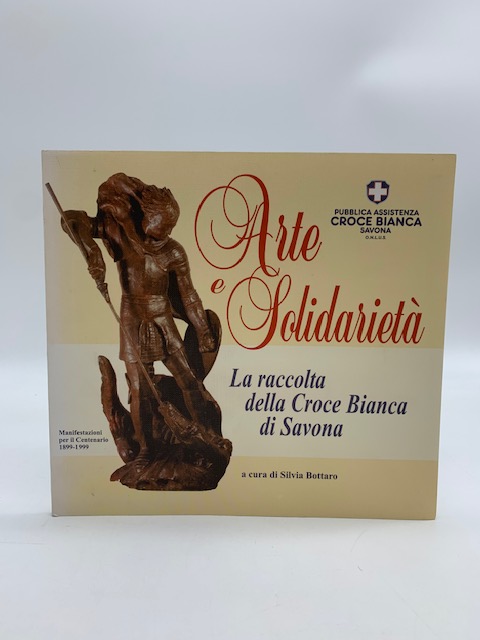 PUBBLICA ASSISTENZA
CROCE BIANCA
SAVONA
O.N.L.U.S
Arte
e
Solidarietà
La raccolta
della Croce Bianca
di Savona
Manifestazioni
per il Centenario
1899-1999
a cura di Silvia Bottaro